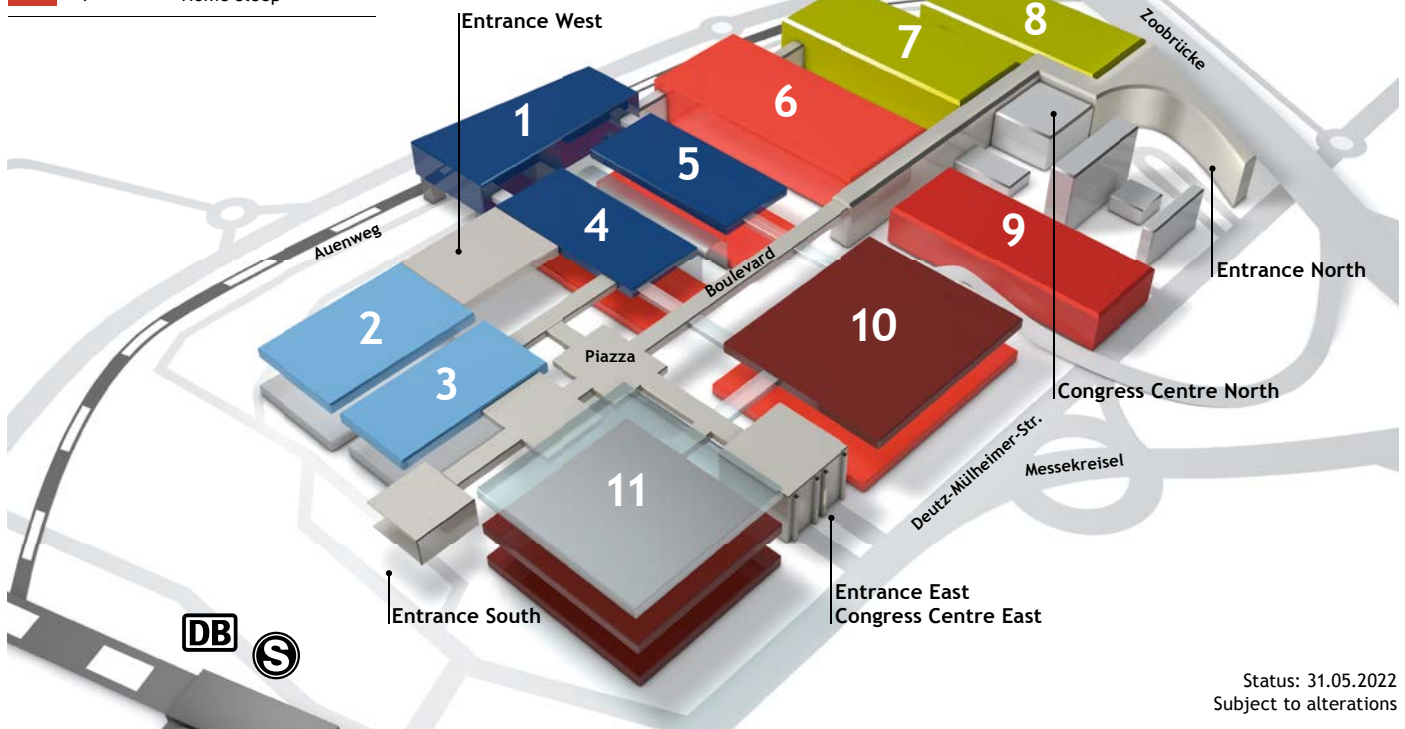 Home Sleep
Entrance West
8
Zoobrücke
7
6
1
5
4
9
Auenweg
Boulevard
Entrance North
2
10
Piazza
3
Congress Centre North
Deutz-Mülheimer-Str.
Messekreisel
11
Entrance East
Congress Centre East
Entrance South
DB
S
Status: 31.05.2022
Subject to alterations